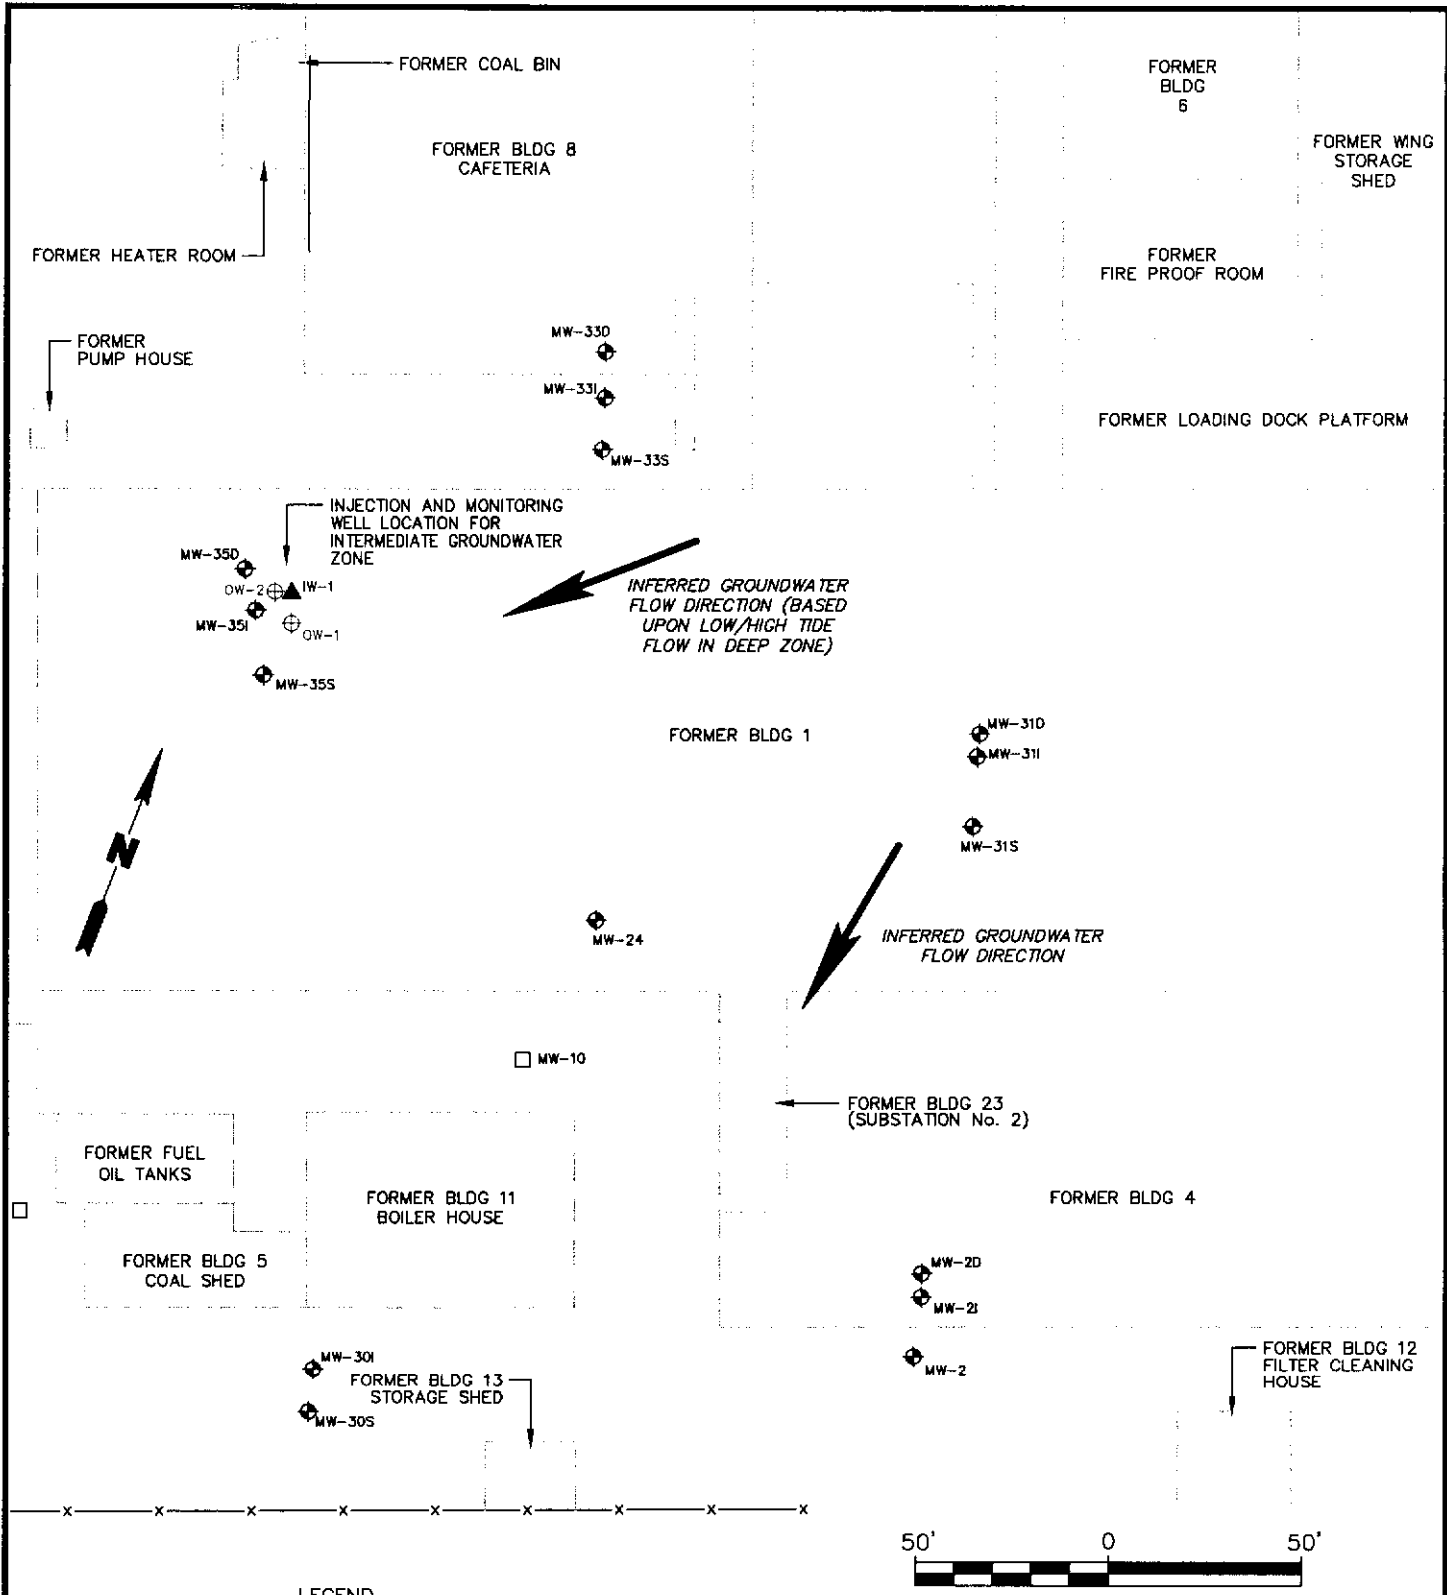 FORMER COAL BIN
FORMER BLDG 8
CAFETERIA
FORMER
BLDG
6
FORMER WING
STORAGE
SHED
FORMER HEATER ROOM
FORMER
FIRE PROOF ROOM
FORMER
PUMP HOUSE
MW-33D
MW-33I
MW-33S
FORMER LOADING DOCK PLATFORM
INJECTION AND MONITORING
WELL LOCATION FOR
INTERMEDIATE GROUNDWATER
ZONE
MW-35D
OW-2
IW-1
MW-35I
OW-1
MW-35S
INFERRED GROUNDWATER
FLOW DIRECTION (BASED
UPON LOW/HIGH TIDE
FLOW IN DEEP ZONE)
FORMER BLDG 1
MW-31D
MW-31I
MW-31S
N
MW-24
INFERRED GROUNDWATER
FLOW DIRECTION
MW-10
FORMER BLDG 23
(SUBSTATION No. 2)
FORMER FUEL
OIL TANKS
FORMER BLDG 11
BOILER HOUSE
FORMER BLDG 4
FORMER BLDG 5
COAL SHED
MW-2D
MW-2I
MW-2
MW-30I
MW-30S
FORMER BLDG 13
STORAGE SHED
FORMER BLDG 12
FILTER CLEANING
HOUSE
x x x x x x x x x
50' 0 50'
LEGEND